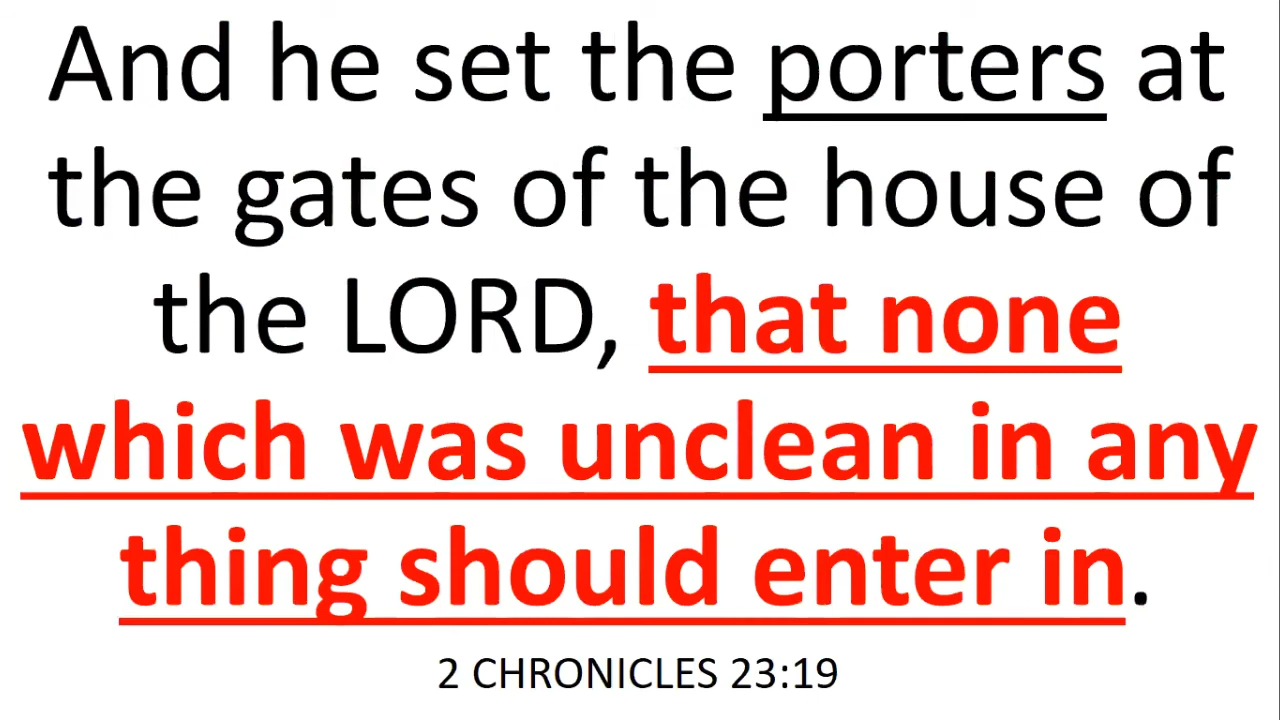 And he set the porters at
the gates of the house of
the LORD, that none
which was unclean in any
thing should enter in.
2 CHRONICLES 23:19